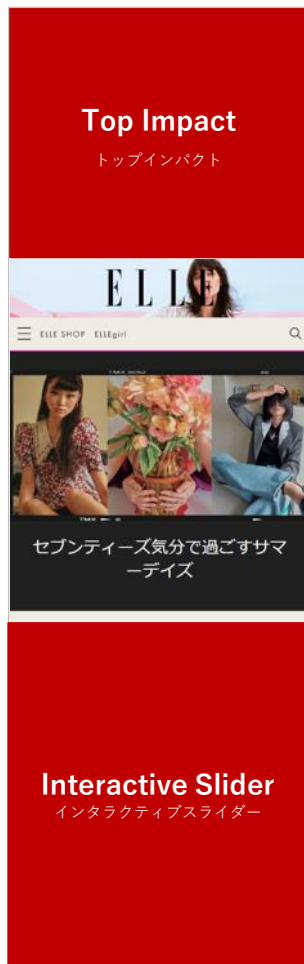 Top Impact
トップインパクト
ELLE
ELLE SHOP ELLEgirl
セブンティーズ気分で過ごすサマ
ーデイズ
Interactive Slider
インタラクティブスライダー